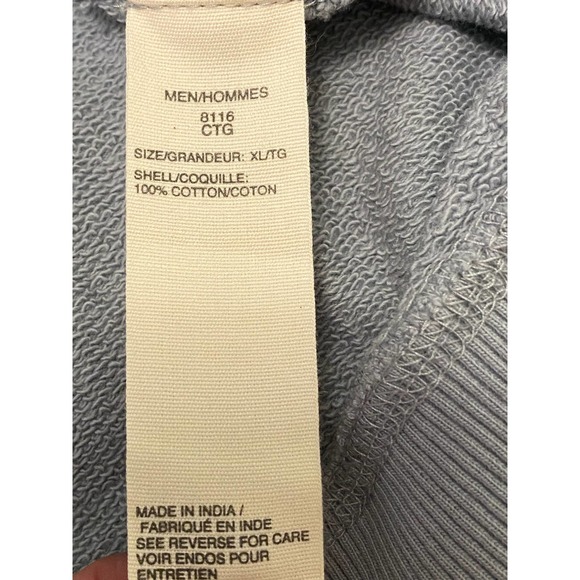 MEN/HOMMES
8116
CTG
SIZE/GRANDEUR: XL/TG
SHELL/COQUILLE:
100% COTTON/COTON
MADE IN INDIA /
FABRIQUÉ EN INDE
SEE REVERSE FOR CARE
VOIR ENDOS POUR
ENTRETIEN